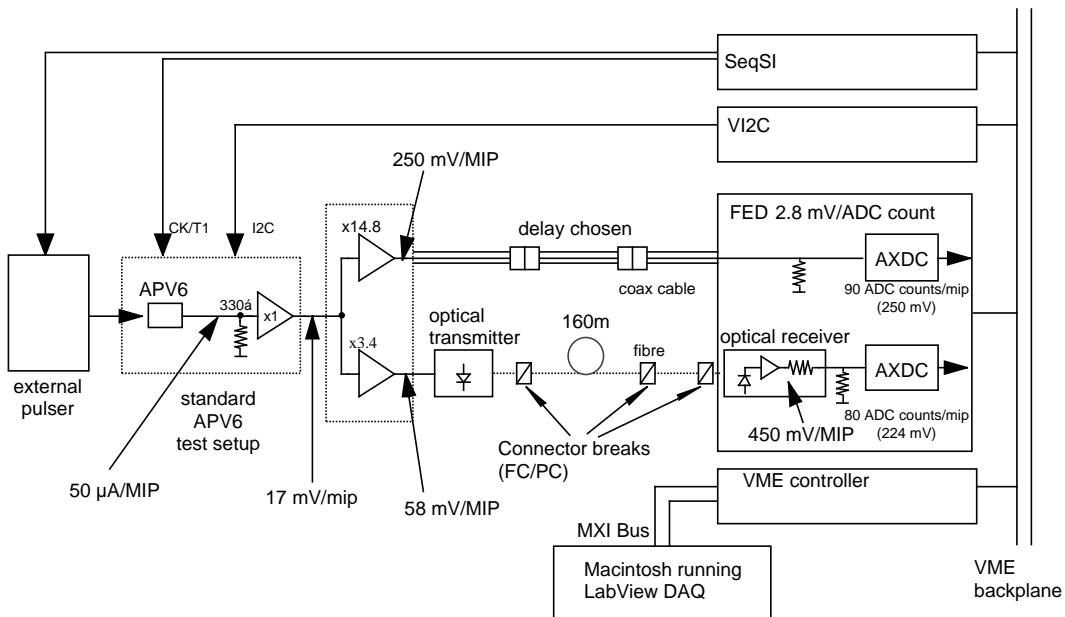 SeqSI
VI2C
250 mV/MIP
CK/T1
I2C
x14.8
delay chosen
FED 2.8 mV/ADC count
AXDC
90 ADC counts/mip
(250 mV)
coax cable
APV6
330á
x1
x3.4
optical
transmitter
160m
fibre
optical receiver
AXDC
80 ADC counts/mip
(224 mV)
450 mV/MIP
external
pulser
standard
APV6
test setup
Connector breaks
(FC/PC)
50 µA/MIP
17 mV/mip
58 mV/MIP
VME controller
MXI Bus
Macintosh running
LabView DAQ
VME
backplane